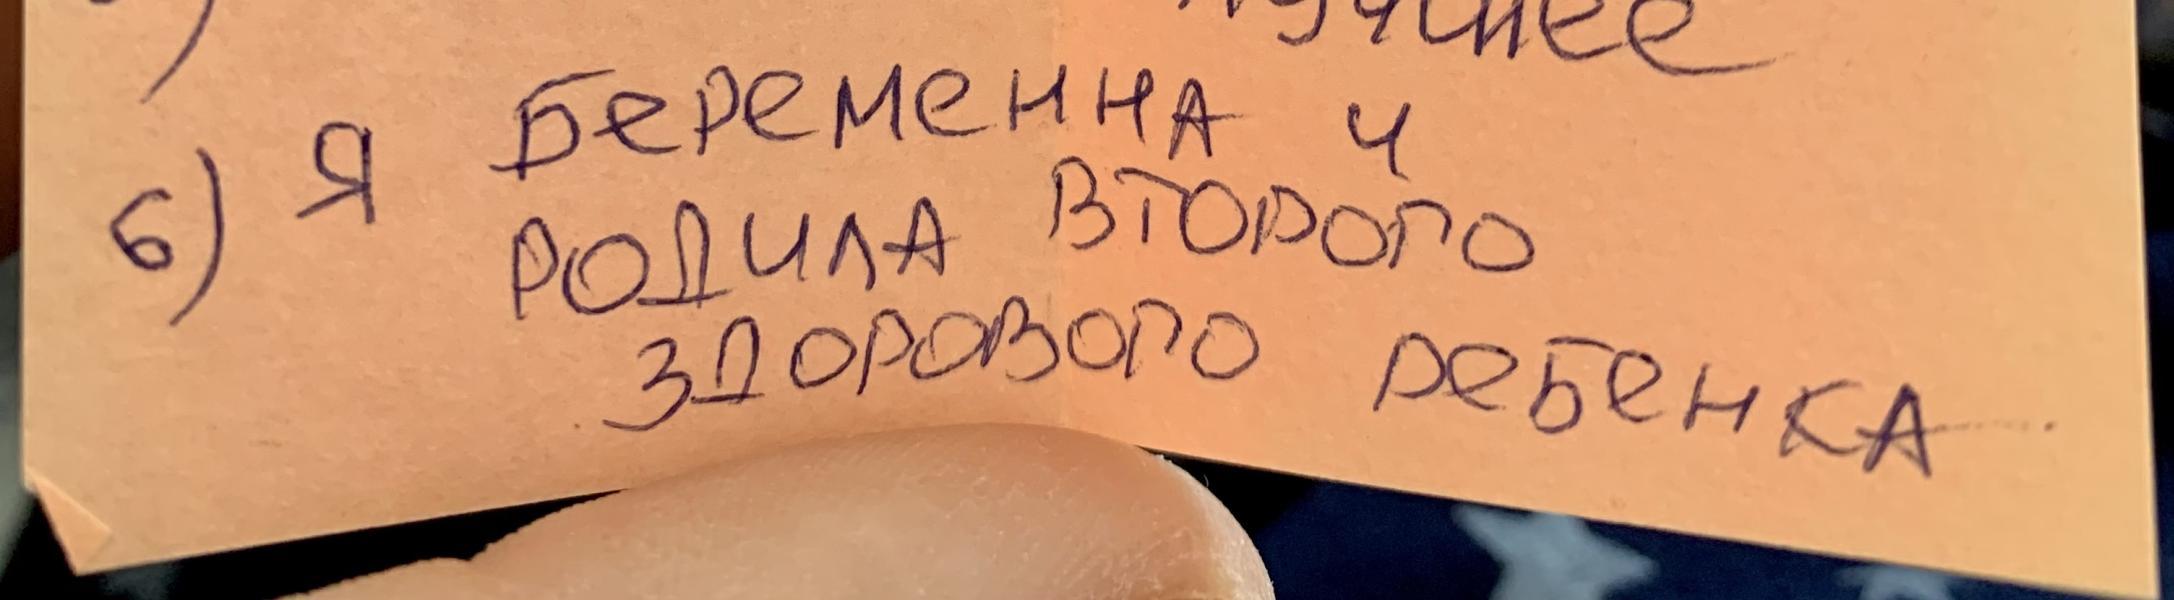 лучшее
6) Я Беременна и
родила второго
здорового ребенка